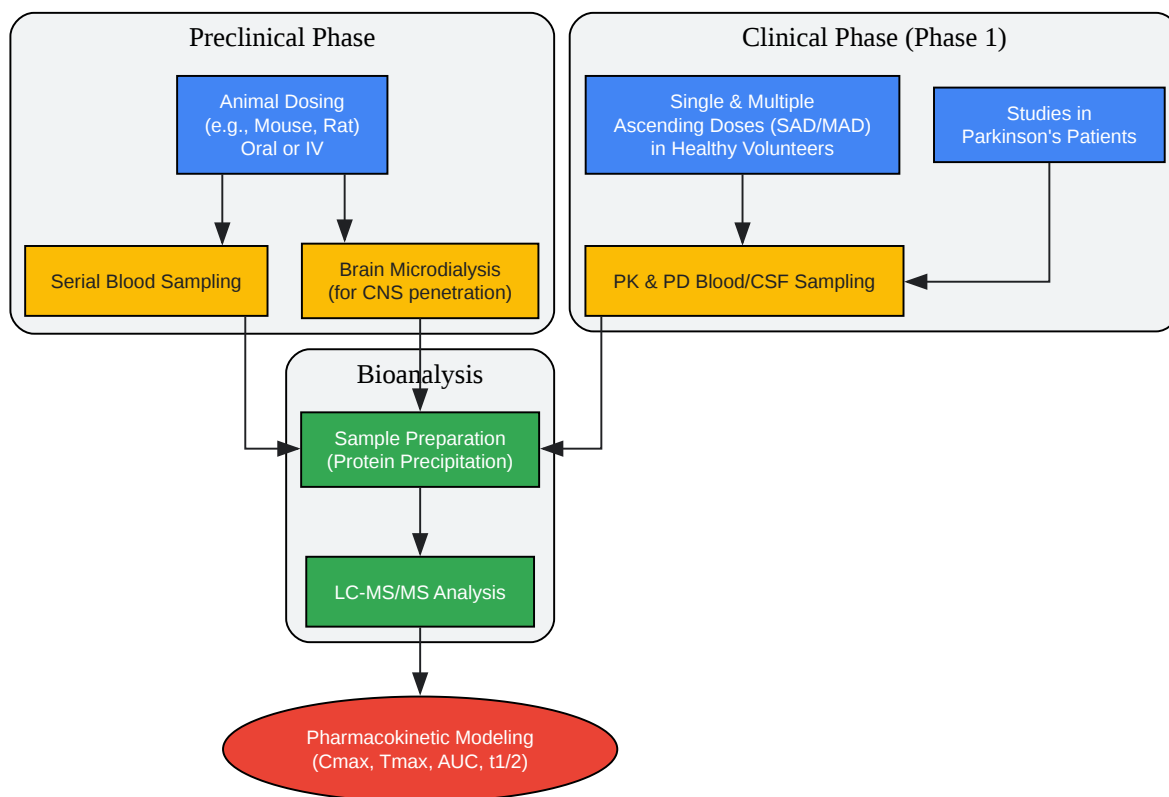 Preclinical Phase
Animal Dosing
(e.g., Mouse, Rat)
Oral or IV
Serial Blood Sampling
Brain Microdialysis
(for CNS penetration)
Clinical Phase (Phase 1)
Single & Multiple
Ascending Doses (SAD/MAD)
in Healthy Volunteers
Studies in
Parkinson's Patients
PK & PD Blood/CSF Sampling
Bioanalysis
Sample Preparation
(Protein Precipitation)
LC-MS/MS Analysis
Pharmacokinetic Modeling
(Cmax, Tmax, AUC, t1/2)